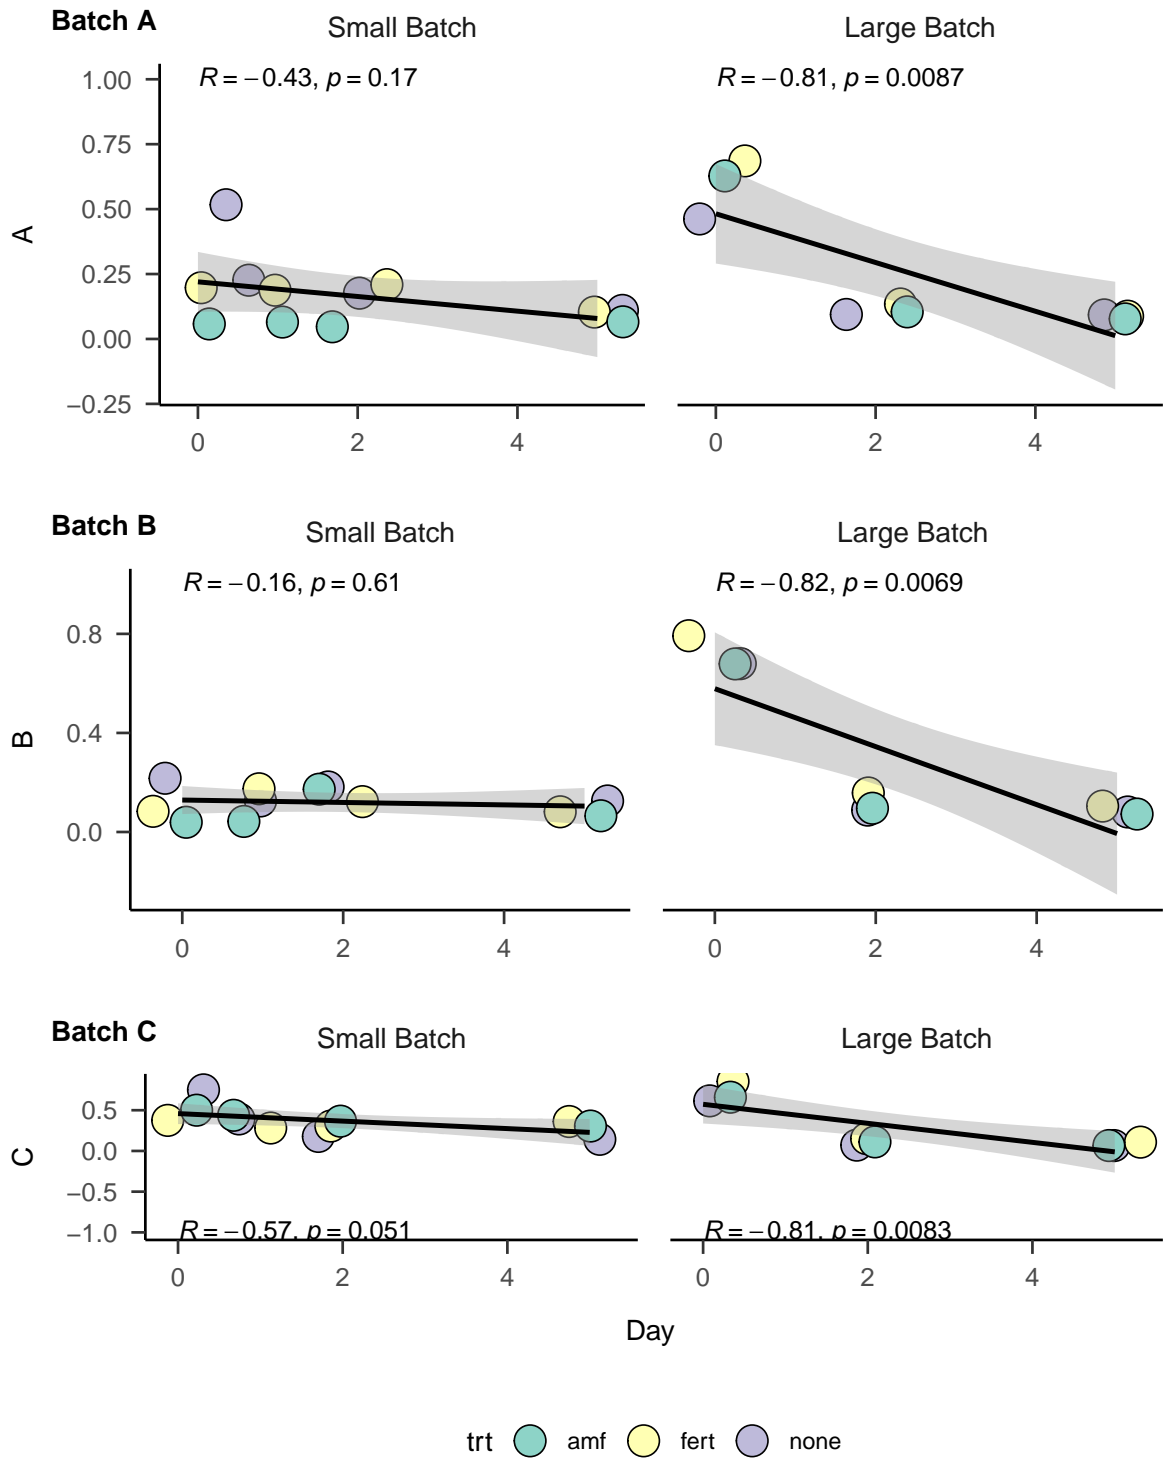 Batch A
Small Batch
Large Batch
R = −0.43, p = 0.17
R = −0.81, p = 0.0087
1.00
0.75
0.50
0.25
0.00
−0.25
A
0 2 4
0 2 4
Batch B
Small Batch
Large Batch
R = −0.16, p = 0.61
R = −0.82, p = 0.0069
0.8
0.4
0.0
B
0 2 4
0 2 4
Batch C
Small Batch
Large Batch
0.5
0.0
−0.5
−1.0
C
R = −0.57, p = 0.051
R = −0.81, p = 0.0083
0 2 4
0 2 4
Day
trt amf fert none